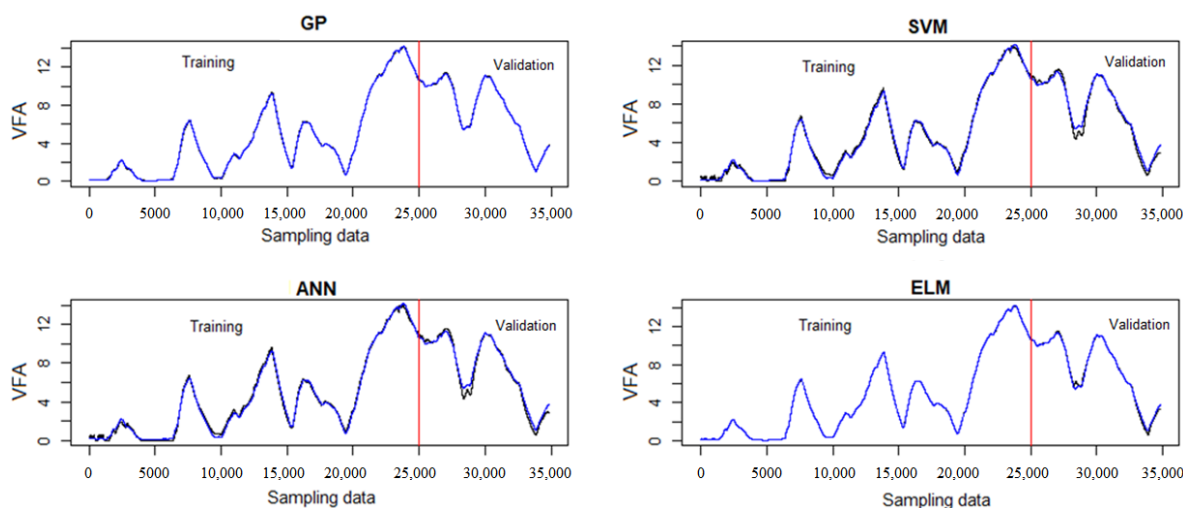 GP
Training
Validation
VFA
12
8
4
0
0 5000 10,000 15,000 20,000 25,000 30,000 35,000
Sampling data
SVM
Training
Validation
VFA
12
8
4
0
0 5000 10,000 15,000 20,000 25,000 30,000 35,000
Sampling data
ANN
Training
Validation
VFA
12
8
4
0
0 5000 10,000 15,000 20,000 25,000 30,000 35,000
Sampling data
ELM
Training
Validation
VFA
12
8
4
0
0 5000 10,000 15,000 20,000 25,000 30,000 35,000
Sampling data